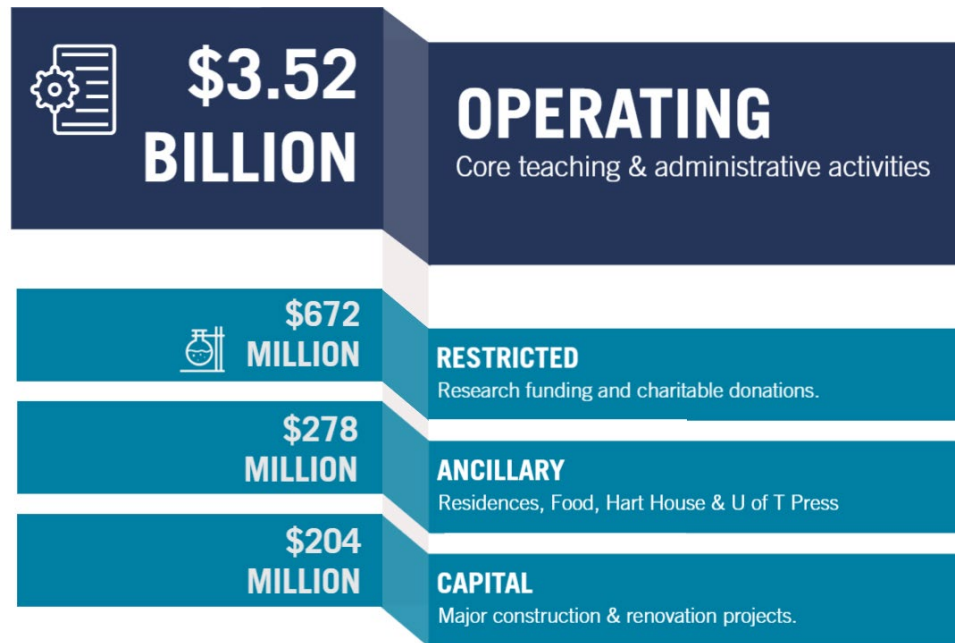 $3.52
BILLION
OPERATING
Core teaching & administrative activities
$672
MILLION
RESTRICTED
Research funding and charitable donations.
$278
MILLION
ANCILLARY
Residences, Food, Hart House & U of T Press
$204
MILLION
CAPITAL
Major construction & renovation projects.